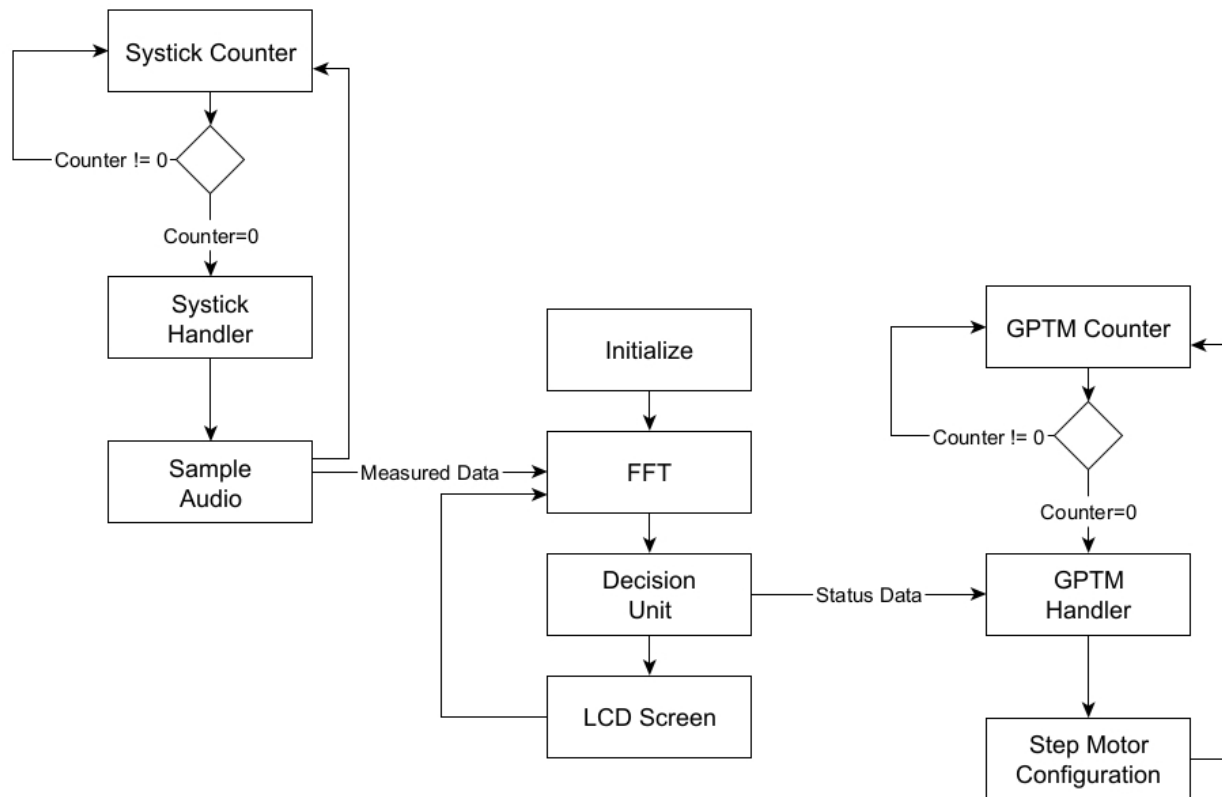 Systick Counter
Counter != 0
Counter=0
Systick
Handler
Sample
Audio
Measured Data
Initialize
FFT
Decision
Unit
LCD Screen
Status Data
GPTM Counter
Counter != 0
Counter=0
GPTM
Handler
Step Motor
Configuration